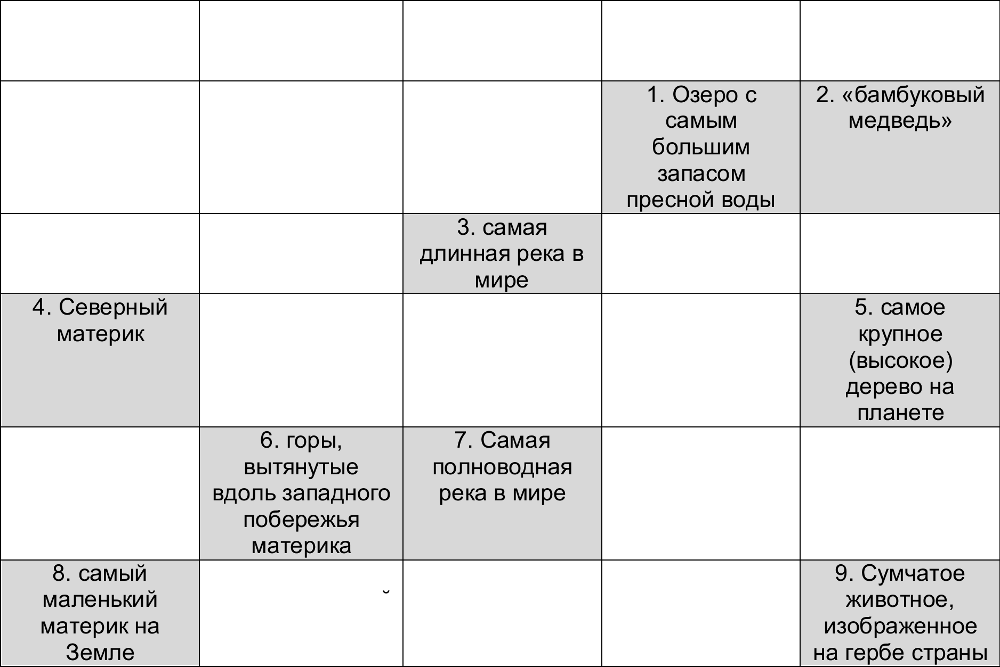 1. Озеро с
самым
большим
запасом
пресной воды
2. «бамбуковый
медведь»
3. самая
длинная река в
мире
4. Северный
материк
5. самое
крупное
(высокое)
дерево на
планете
6. горы,
вытянутые
вдоль западного
побережья
материка
7. Самая
полноводная
река в мире
8. самый
маленький
материк на
Земле
9. Сумчатое
животное,
изображенное
на гербе страны